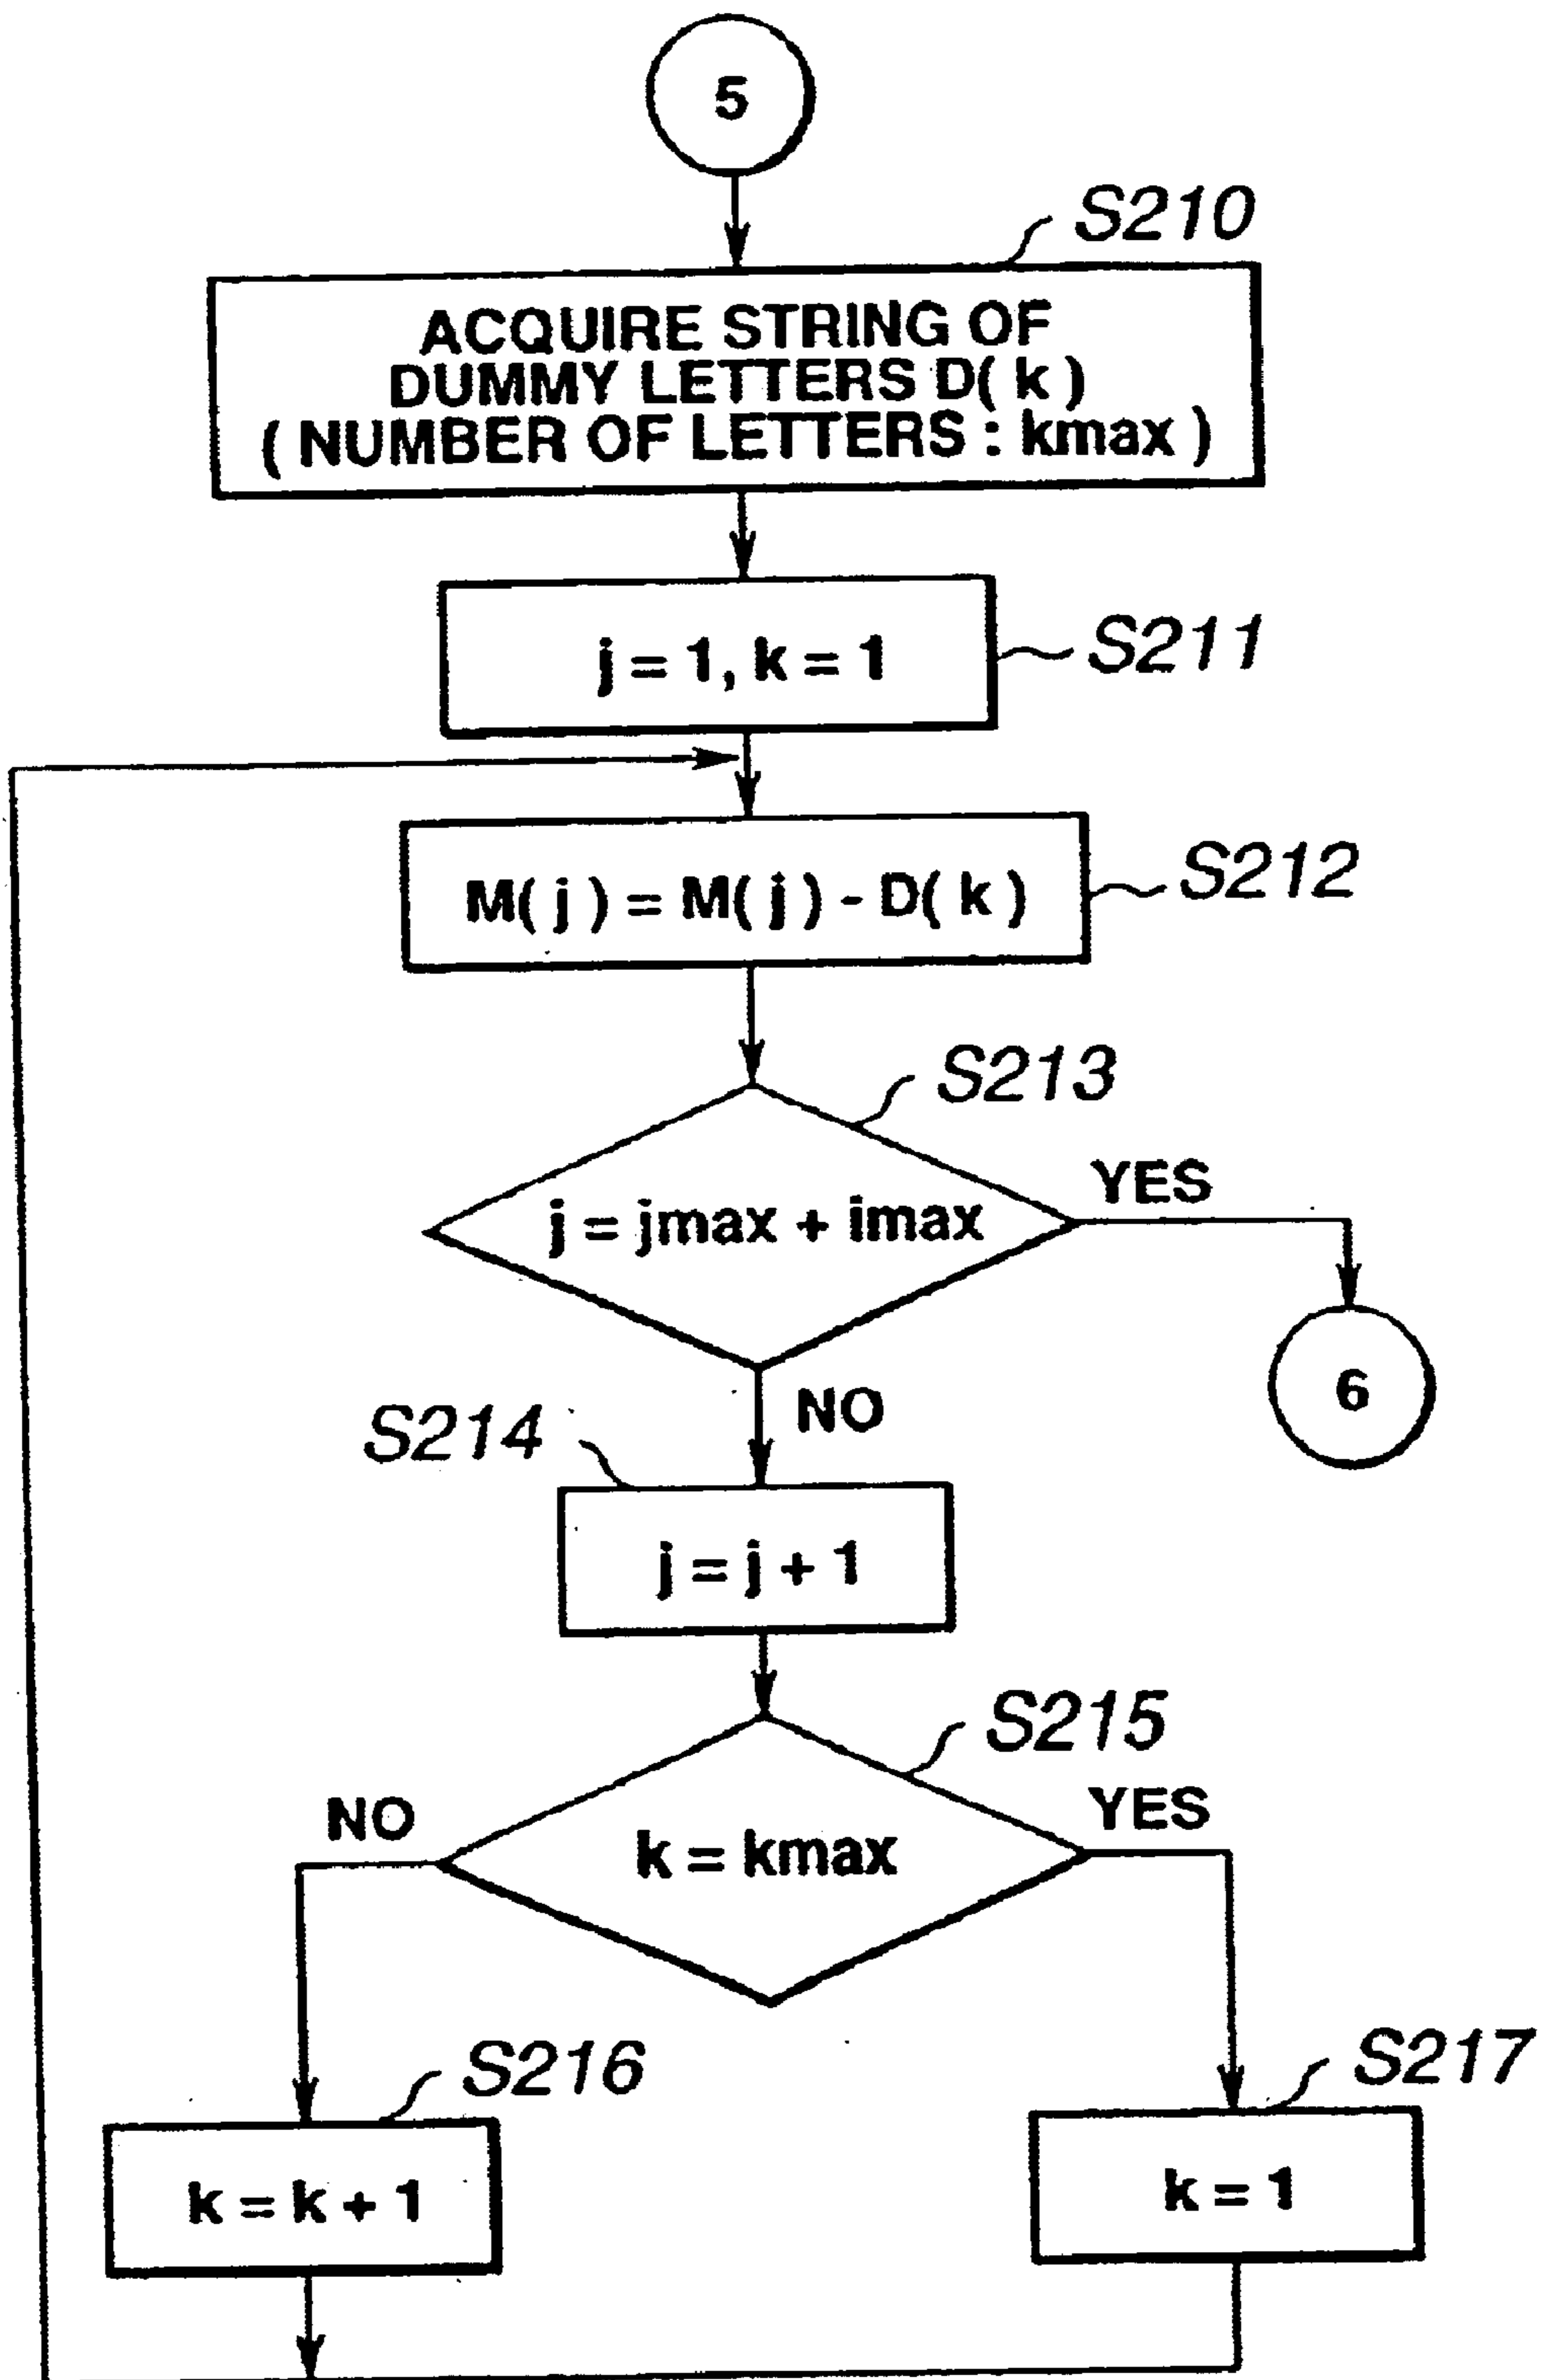 5
S210
ACQUIRE STRING OF
DUMMY LETTERS D( k )
( NUMBER OF LETTERS : kmax )
j = 1, k = 1
S211
M( j ) = M( j ) - D( k )
S212
S213
j = jmax + imax
YES
6
NO
S214
j = j + 1
S215
NO
k = kmax
YES
S216
k = k + 1
S217
k = 1